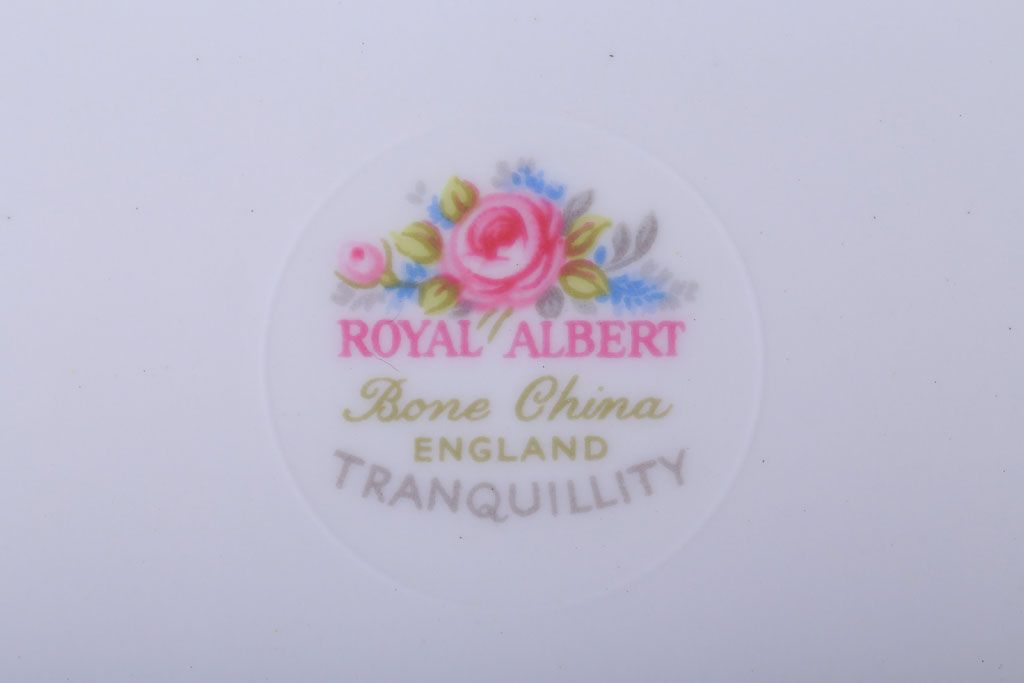 ROYAL ALBERT
Bone China
ENGLAND
TRANQUILLITY